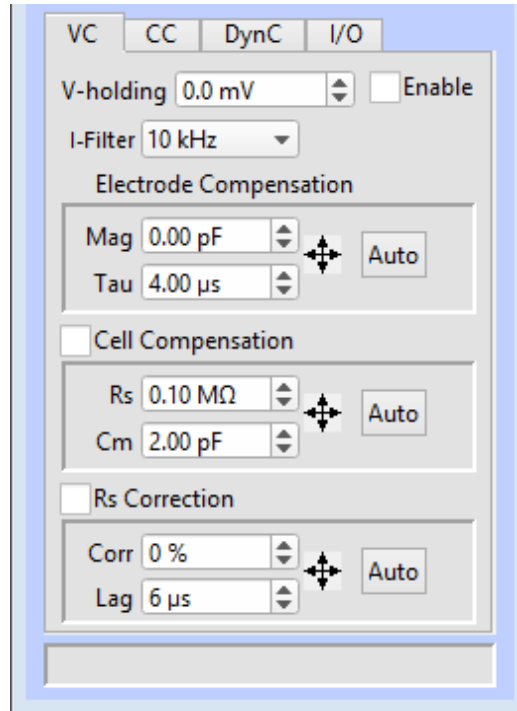 VC CC DynC I/O
V-holding 0.0 mV Enable
I-Filter 10 kHz
Electrode Compensation
Mag 0.00 pF
Auto
Tau 4.00 µs
Cell Compensation
Rs 0.10 MΩ
Auto
Cm 2.00 pF
Rs Correction
Corr 0 %
Auto
Lag 6 µs